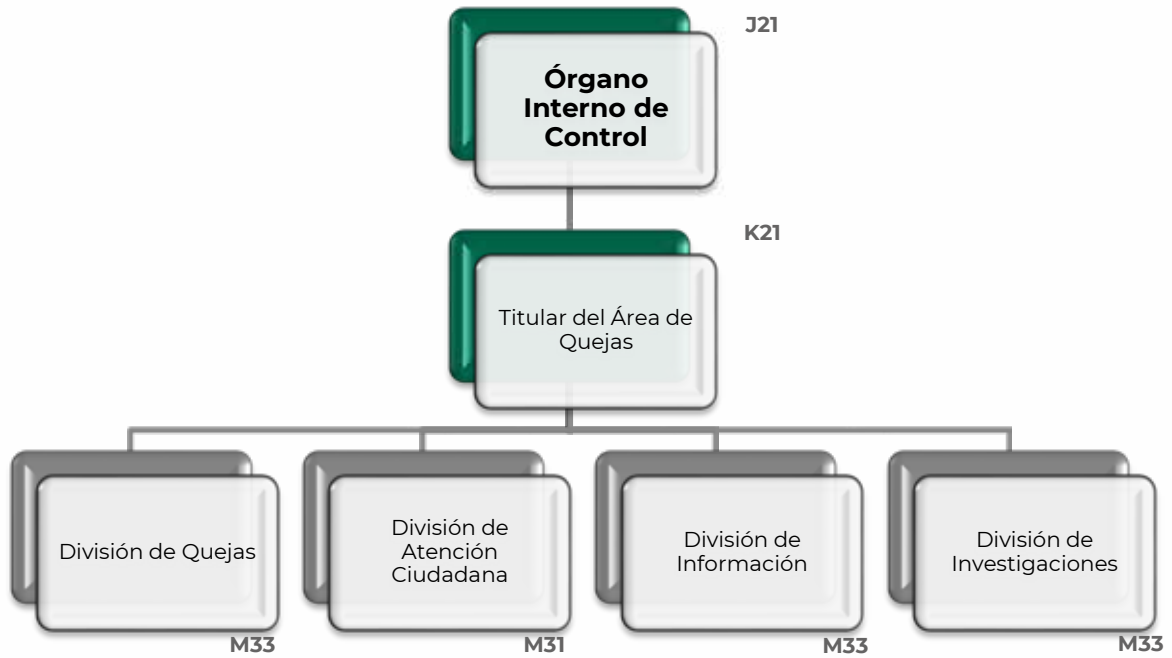 J21
Órgano
Interno de
Control
K21
Titular del Área de
Quejas
División de Quejas
M33
División de
Atención
Ciudadana
M31
División de
Información
M33
División de
Investigaciones
M33